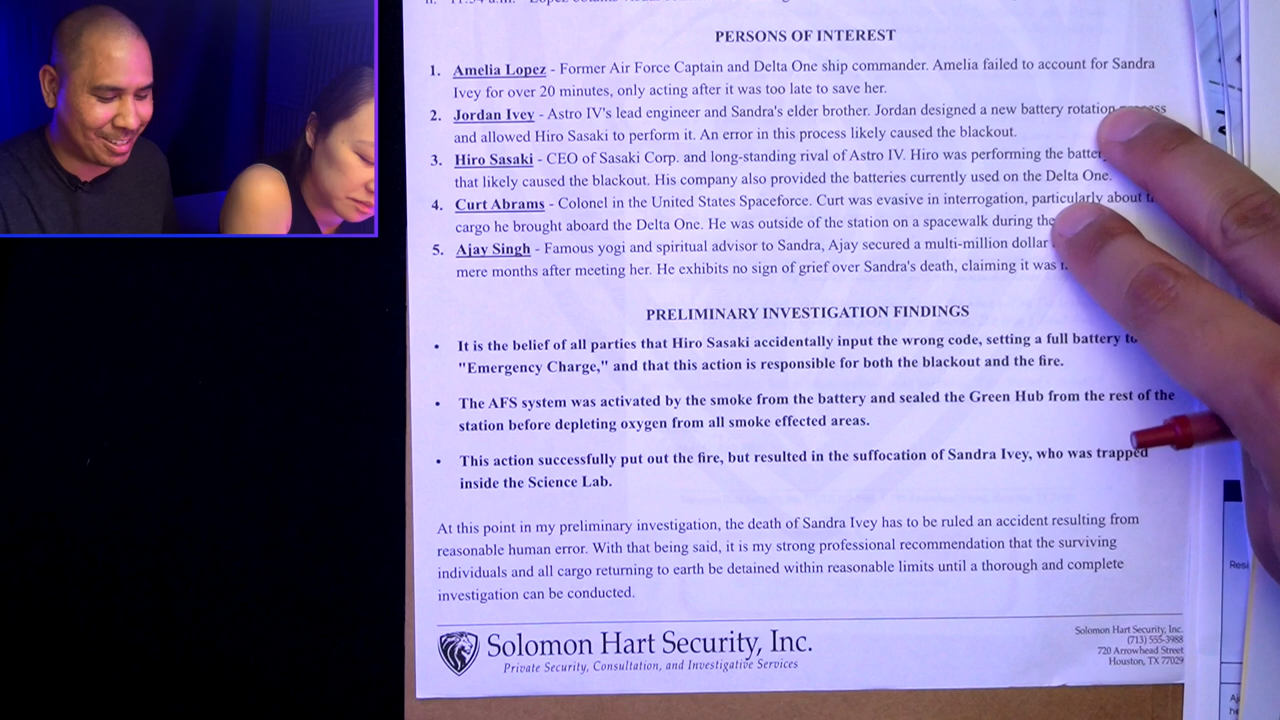 PERSONS OF INTEREST
1. Amelia Lopez - Former Air Force Captain and Delta One ship commander. Amelia failed to account for Sandra
Ivey for over 20 minutes, only acting after it was too late to save her.
2. Jordan Ivey - Astro IV's lead engineer and Sandra's elder brother. Jordan designed a new battery rotation
and allowed Hiro Sasaki to perform it. An error in this process likely caused the blackout.
3. Hiro Sasaki - CEO of Sasaki Corp. and long-standing rival of Astro IV. Hiro was performing the
that likely caused the blackout. His company also provided the batteries currently used on the Delta One.
4. Curt Abrams - Colonel in the United States Spaceforce. Curt was evasive in interrogation, particularly about
cargo he brought aboard the Delta One. He was outside of the station on a spacewalk during the
5. Ajay Singh - Famous yogi and spiritual advisor to Sandra, Ajay secured a multi-million dollar
mere months after meeting her. He exhibits no sign of grief over Sandra's death, claiming it was
PRELIMINARY INVESTIGATION FINDINGS
• It is the belief of all parties that Hiro Sasaki accidentally input the wrong code, setting a full battery to
"Emergency Charge," and that this action is responsible for both the blackout and the fire.
• The AFS system was activated by the smoke from the battery and sealed the Green Hub from the rest of the
station before depleting oxygen from all smoke effected areas.
• This action successfully put out the fire, but resulted in the suffocation of Sandra Ivey, who was trapped
inside the Science Lab.
At this point in my preliminary investigation, the death of Sandra Ivey has to be ruled an accident resulting from
reasonable human error. With that being said, it is my strong professional recommendation that the surviving
individuals and all cargo returning to earth be detained within reasonable limits until a thorough and complete
investigation can be conducted.
Solomon Hart Security, Inc.
Private Security, Consultation, and Investigative Services
Solomon Hart Security, Inc.
(713) 555-3988
720 Arrowhead Street
Houston, TX 77029